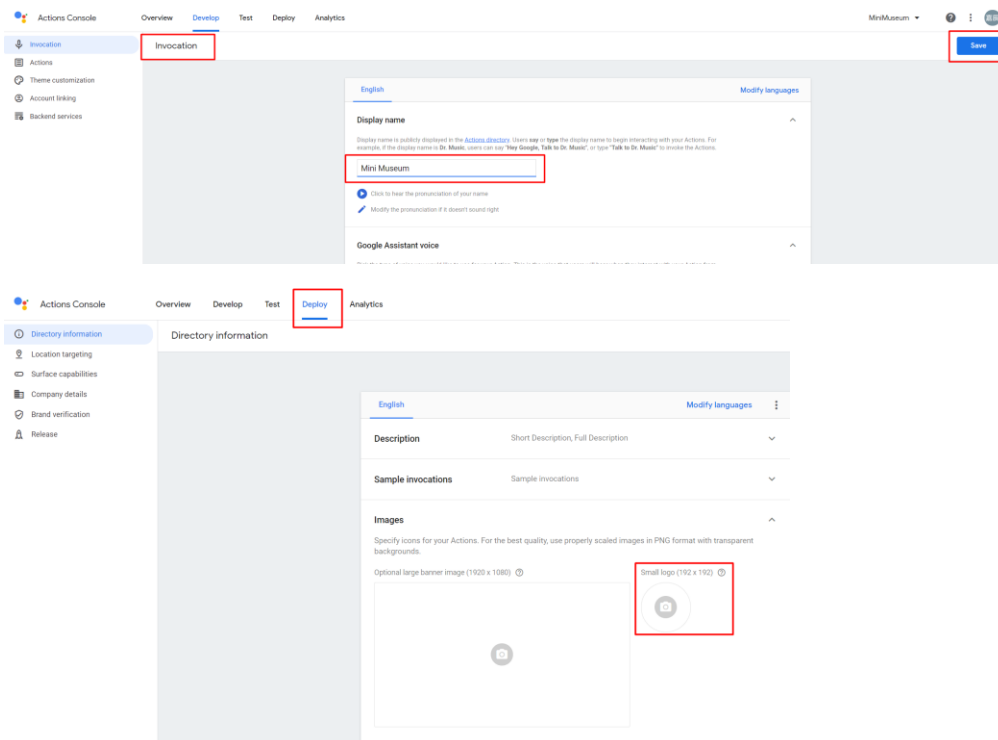 Actions Console
Overview
Develop
Test
Deploy
Analytics
MiniMuseum
Invocation
Actions
Theme customization
Account linking
Backend services
Invocation
Save
English
Modify languages
Display name
Display name is publicly displayed in the Actions directory. Users say or type the display name to begin interacting with your Actions. For
example, if the display name is Dr. Music, users can say "Hey Google, Talk to Dr. Music", or type "Talk to Dr. Music" to invoke the Actions.
Mini Museum
Click to hear the pronunciation of your name
Modify the pronunciation if it doesn't sound right
Google Assistant voice
Actions Console
Overview
Develop
Test
Deploy
Analytics
Directory information
Location targeting
Surface capabilities
Company details
Brand verification
Release
Directory information
English
Modify languages
Description
Short Description, Full Description
Sample invocations
Sample invocations
Images
Specify icons for your Actions. For the best quality, use properly scaled images in PNG format with transparent
backgrounds.
Optional large banner image (1920 x 1080)
Small logo (192 x 192)